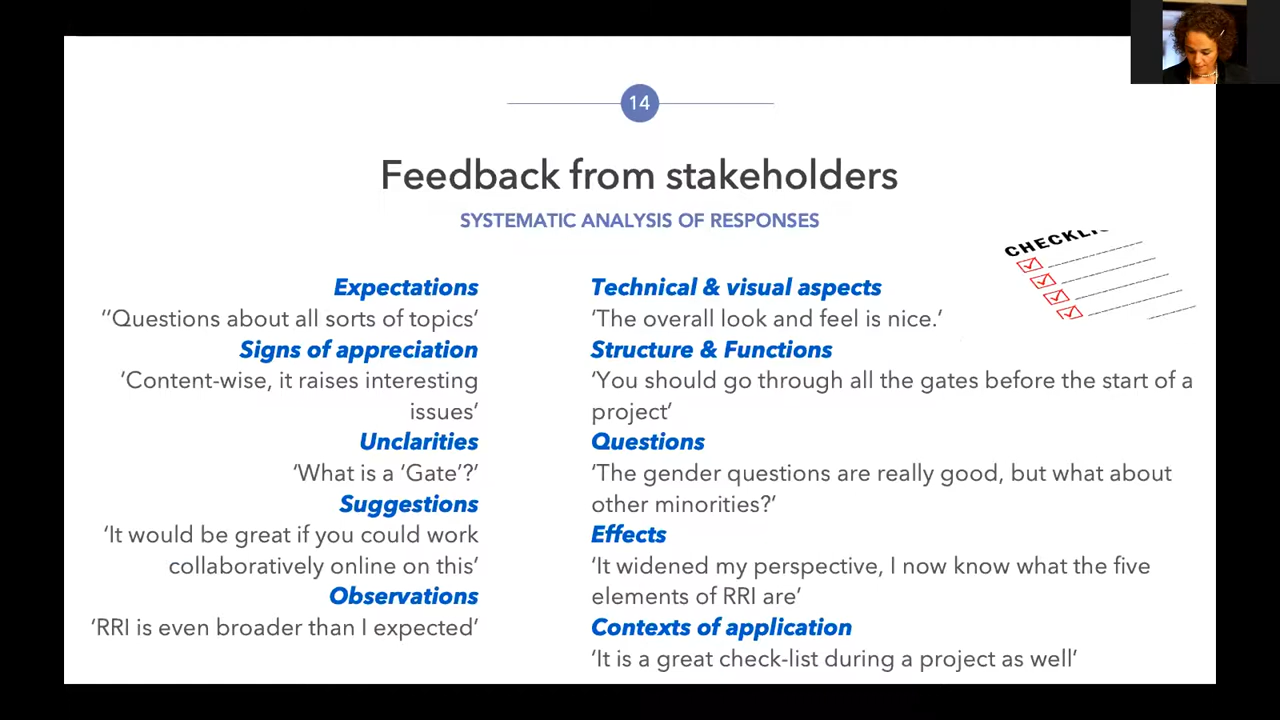 14
Feedback from stakeholders
SYSTEMATIC ANALYSIS OF RESPONSES
Expectations
‘'Questions about all sorts of topics’
Signs of appreciation
‘Content-wise, it raises interesting
issues’
Unclarities
‘What is a ‘Gate’?’
Suggestions
‘It would be great if you could work
collaboratively online on this’
Observations
‘RRI is even broader than I expected’
CHECKLIS
Technical & visual aspects
‘The overall look and feel is nice.’
Structure & Functions
‘You should go through all the gates before the start of a
project’
Questions
‘The gender questions are really good, but what about
other minorities?’
Effects
‘It widened my perspective, I now know what the five
elements of RRI are’
Contexts of application
‘It is a great check-list during a project as well’